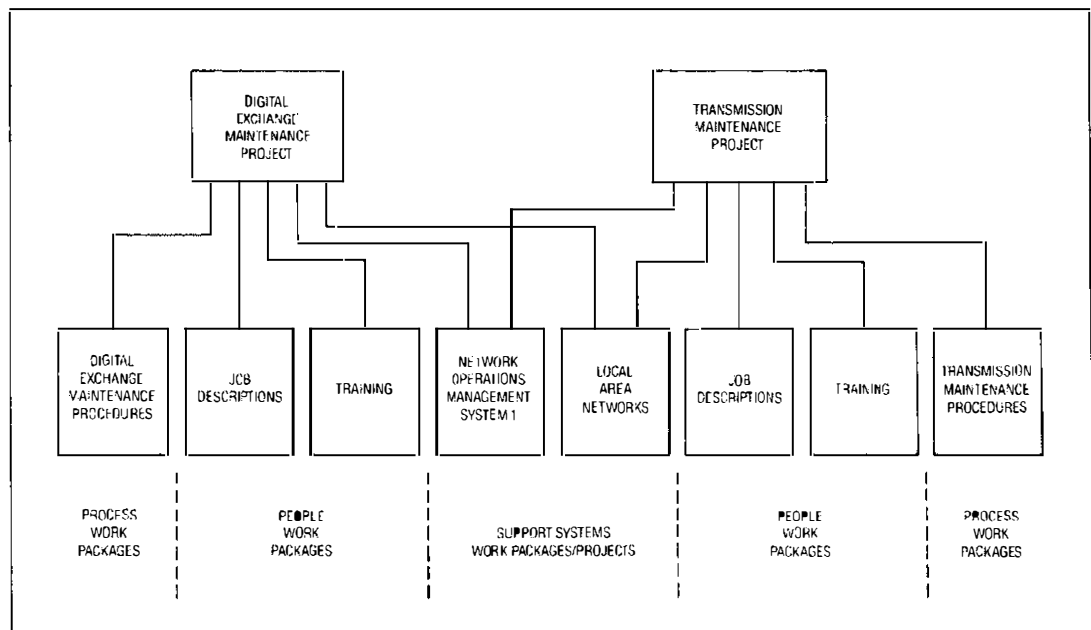 DIGITAL
EXCHANGE
MAINTENANCE
PROJECT
TRANSMISSION
MAINTENANCE
PROJECT
DIGITAL
EXCHANGE
MAINTENANCE
PROCEDURES
JOB
DESCRIPTIONS
TRAINING
NETWORK
OPERATIONS
MANAGEMENT
SYSTEM 1
LOCAL
AREA
NETWORKS
JOB
DESCRIPTIONS
TRAINING
TRANSMISSION
MAINTENANCE
PROCEDURES
PROCESS
WORK
PACKAGES
PEOPLE
WORK
PACKAGES
SUPPORT SYSTEMS
WORK PACKAGES/PROJECTS
PEOPLE
WORK
PACKAGES
PROCESS
WORK
PACKAGES